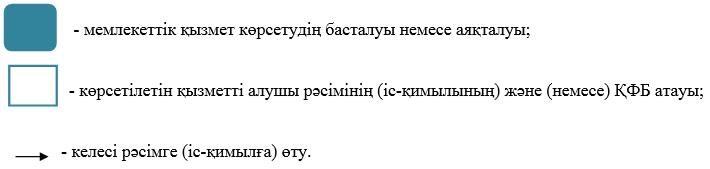 - мемлекеттік қызмет көрсетудің басталуы немесе аяқталуы;
- көрсетілетін қызметті алушы рәсімінің (іс-қимылының) және (немесе) ҚФБ атауы;
- келесі рәсімге (іс-қимылға) өту.